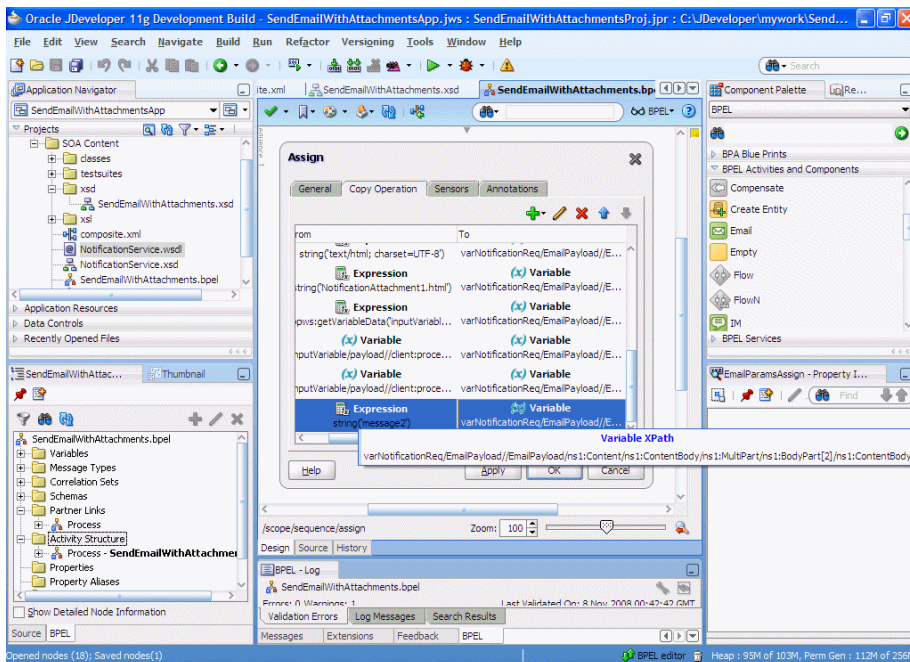 Oracle JDeveloper 11g Development Build - SendEmailWithAttachmentsApp.jws : SendEmailWithAttachmentsProj.jpr : C:\JDeveloper\mywork\Send...
File Edit View Search Navigate Build Run Refactor Versioning Tools Window Help
Search
Application Navigator
SendEmailWithAttachmentsApp
Projects
SOA Content
classes
testsuites
xsd
SendEmailWithAttachments.xsd
xsl
composite.xml
NotificationService.wsdl
NotificationService.xsd
SendEmailWithAttachments.bpel
Application Resources
Data Controls
Recently Opened Files
SendEmailWithAttac...
Thumbnail
SendEmailWithAttachments.bpel
Variables
Message Types
Correlation Sets
Schemas
Partner Links
Process
Activity Structure
Process - SendEmailWithAttachmer
Properties
Property Aliases
Show Detailed Node Information
Source BPEL
ite.xml SendEmailWithAttachments.xsd SendEmailWithAttachments.bp
BPEL
Assign
General Copy Operation Sensors Annotations
rom To
string('text/html; charset=UTF-8') varNotificationReq/EmailPayload//E...
Expression (x) Variable
tring('NotificationAttachment1.html') varNotificationReq/EmailPayload//E...
Expression (x) Variable
pws:getVariableData('inputVariabl... varNotificationReq/EmailPayload//E...
(x) Variable (x) Variable
nputVariable/payload//client:proce... varNotificationReq/EmailPayload//E...
(x) Variable (x) Variable
nputVariable/payload//client:proce... varNotificationReq/EmailPayload//E...
Expression (x) Variable
string('message2') varNotificationReq/EmailPayload//E...
Variable XPath
varNotificationReq/EmailPayload//EmailPayload/ns1:Content/ns1:ContentBody/ns1:MultiPart/ns1:BodyPart[2]/ns1:ContentBody
Help Apply OK Cancel
/scope/sequence/assign Zoom: 100
Design Source History
BPEL - Log
SendEmailWithAttachments.bpel
Errors: 0 Warnings: 1 Last Validated On: 8 Nov 2008 00:42:42 GMT
Validation Errors Log Messages Search Results
Messages Extensions Feedback BPEL
Component Palette Re...
BPEL
BPA Blue Prints
BPEL Activities and Components
Compensate
Create Entity
Email
Empty
Flow
FlowN
IM
BPEL Services
EmailParamsAssign - Property I...
Find
Opened nodes (18); Saved nodes(1) BPEL editor Heap : 95M of 103M, Perm Gen : 112M of 256M